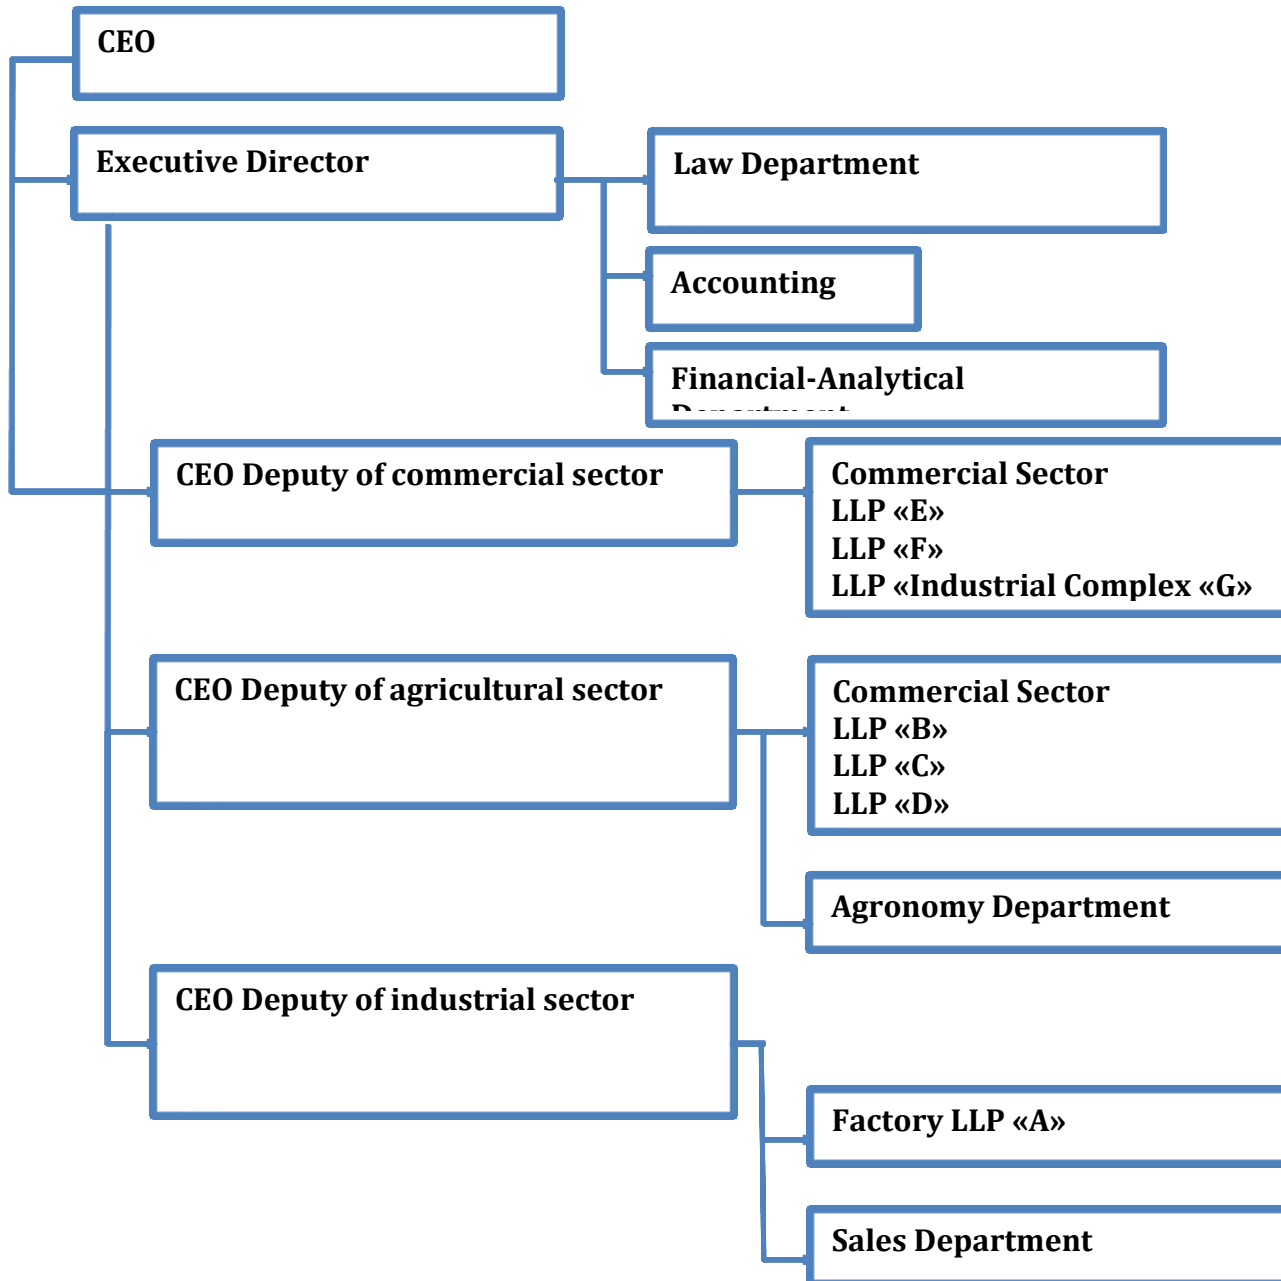 CEO
Executive Director
Law Department
Accounting
Financial-Analytical
CEO Deputy of commercial sector
Commercial Sector
LLP «E»
LLP «F»
LLP «Industrial Complex «G»
CEO Deputy of agricultural sector
Commercial Sector
LLP «B»
LLP «C»
LLP «D»
Agronomy Department
CEO Deputy of industrial sector
Factory LLP «A»
Sales Department